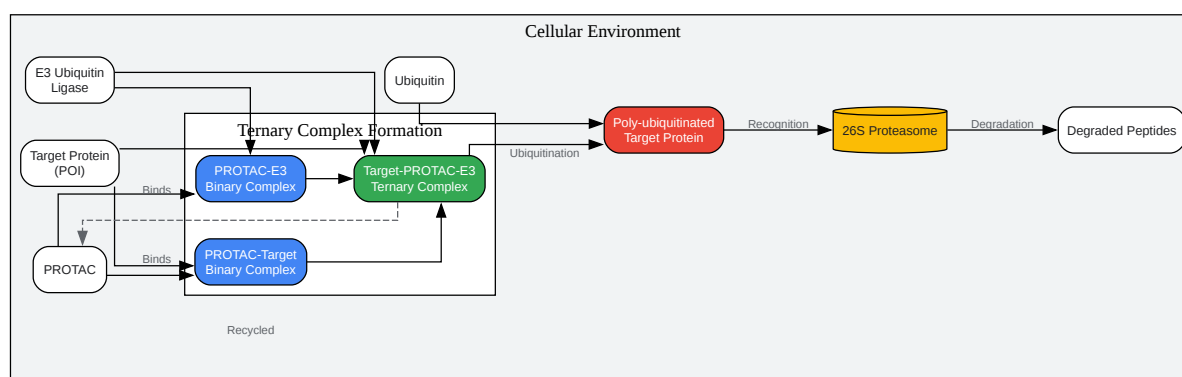 Cellular Environment
E3 Ubiquitin
Ligase
Ubiquitin
Ternary Complex Formation
Target Protein
(POI)
PROTAC-E3
Binary Complex
Target-PROTAC-E3
Ternary Complex
Poly-ubiquitinated
Target Protein
Recognition
26S Proteasome
Degradation
Degraded Peptides
Ubiquitination
Binds
PROTAC
Binds
PROTAC-Target
Binary Complex
Recycled